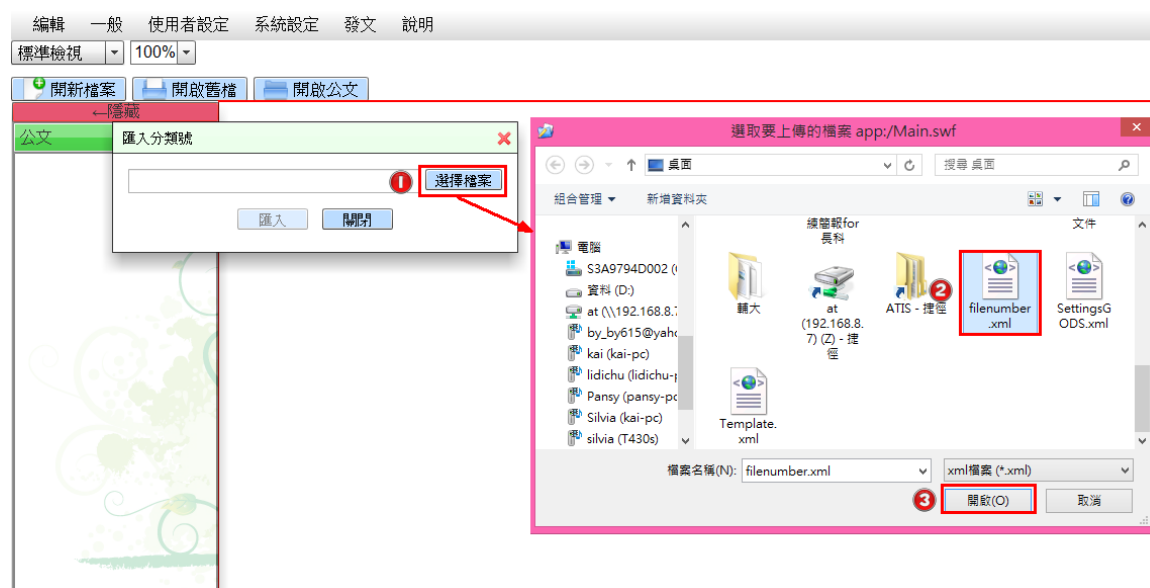 編輯 一般 使用者設定 系統設定 發文 說明
標準檢視 100%
開新檔案 開啟舊檔 開啟公文
←隱藏
公文
匯入分類號
1 選擇檔案
匯入 關閉
選取要上傳的檔案 app:/Main.swf
桌面 搜尋 桌面
組合管理 新增資料夾
電腦
S3A9794D002 (
資料 (D:)
at (\\192.168.8.7
by_by615@yaho
kai (kai-pc)
lidichu (lidichu-p
Pansy (pansy-pc
Silvia (kai-pc)
silvia (T430s)
練簡報for
長科
文件
輔大
at
(192.168.8.
7) (Z) - 捷
徑
ATIS - 捷徑
2
filenumber
.xml
SettingsG
ODS.xml
Template.
xml
檔案名稱(N): filenumber.xml xml檔案 (*.xml)
3 開啟(O) 取消